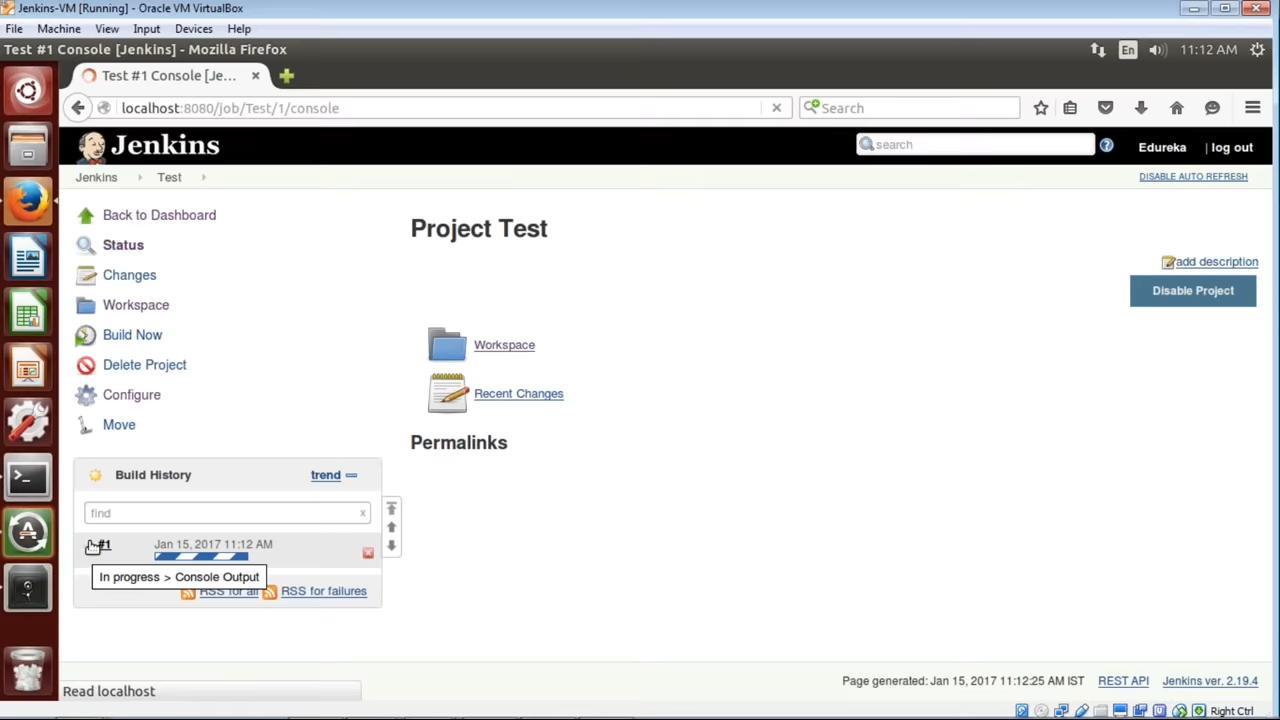 Jenkins-VM [Running] - Oracle VM VirtualBox
File Machine View Input Devices Help
Test #1 Console [Jenkins] - Mozilla Firefox
En 11:12 AM
Test #1 Console [Je...
localhost:8080/job/Test/1/console
Search
Jenkins
search
Edureka | log out
Jenkins Test
DISABLE AUTO REFRESH
Back to Dashboard
Status
Changes
Workspace
Build Now
Delete Project
Configure
Move
Project Test
add description
Disable Project
Workspace
Recent Changes
Permalinks
Build History trend
find x
#1 Jan 15, 2017 11:12 AM
In progress > Console Output
RSS for all RSS for failures
Page generated: Jan 15, 2017 11:12:25 AM IST REST API Jenkins ver. 2.19.4
Read localhost
Right Ctrl